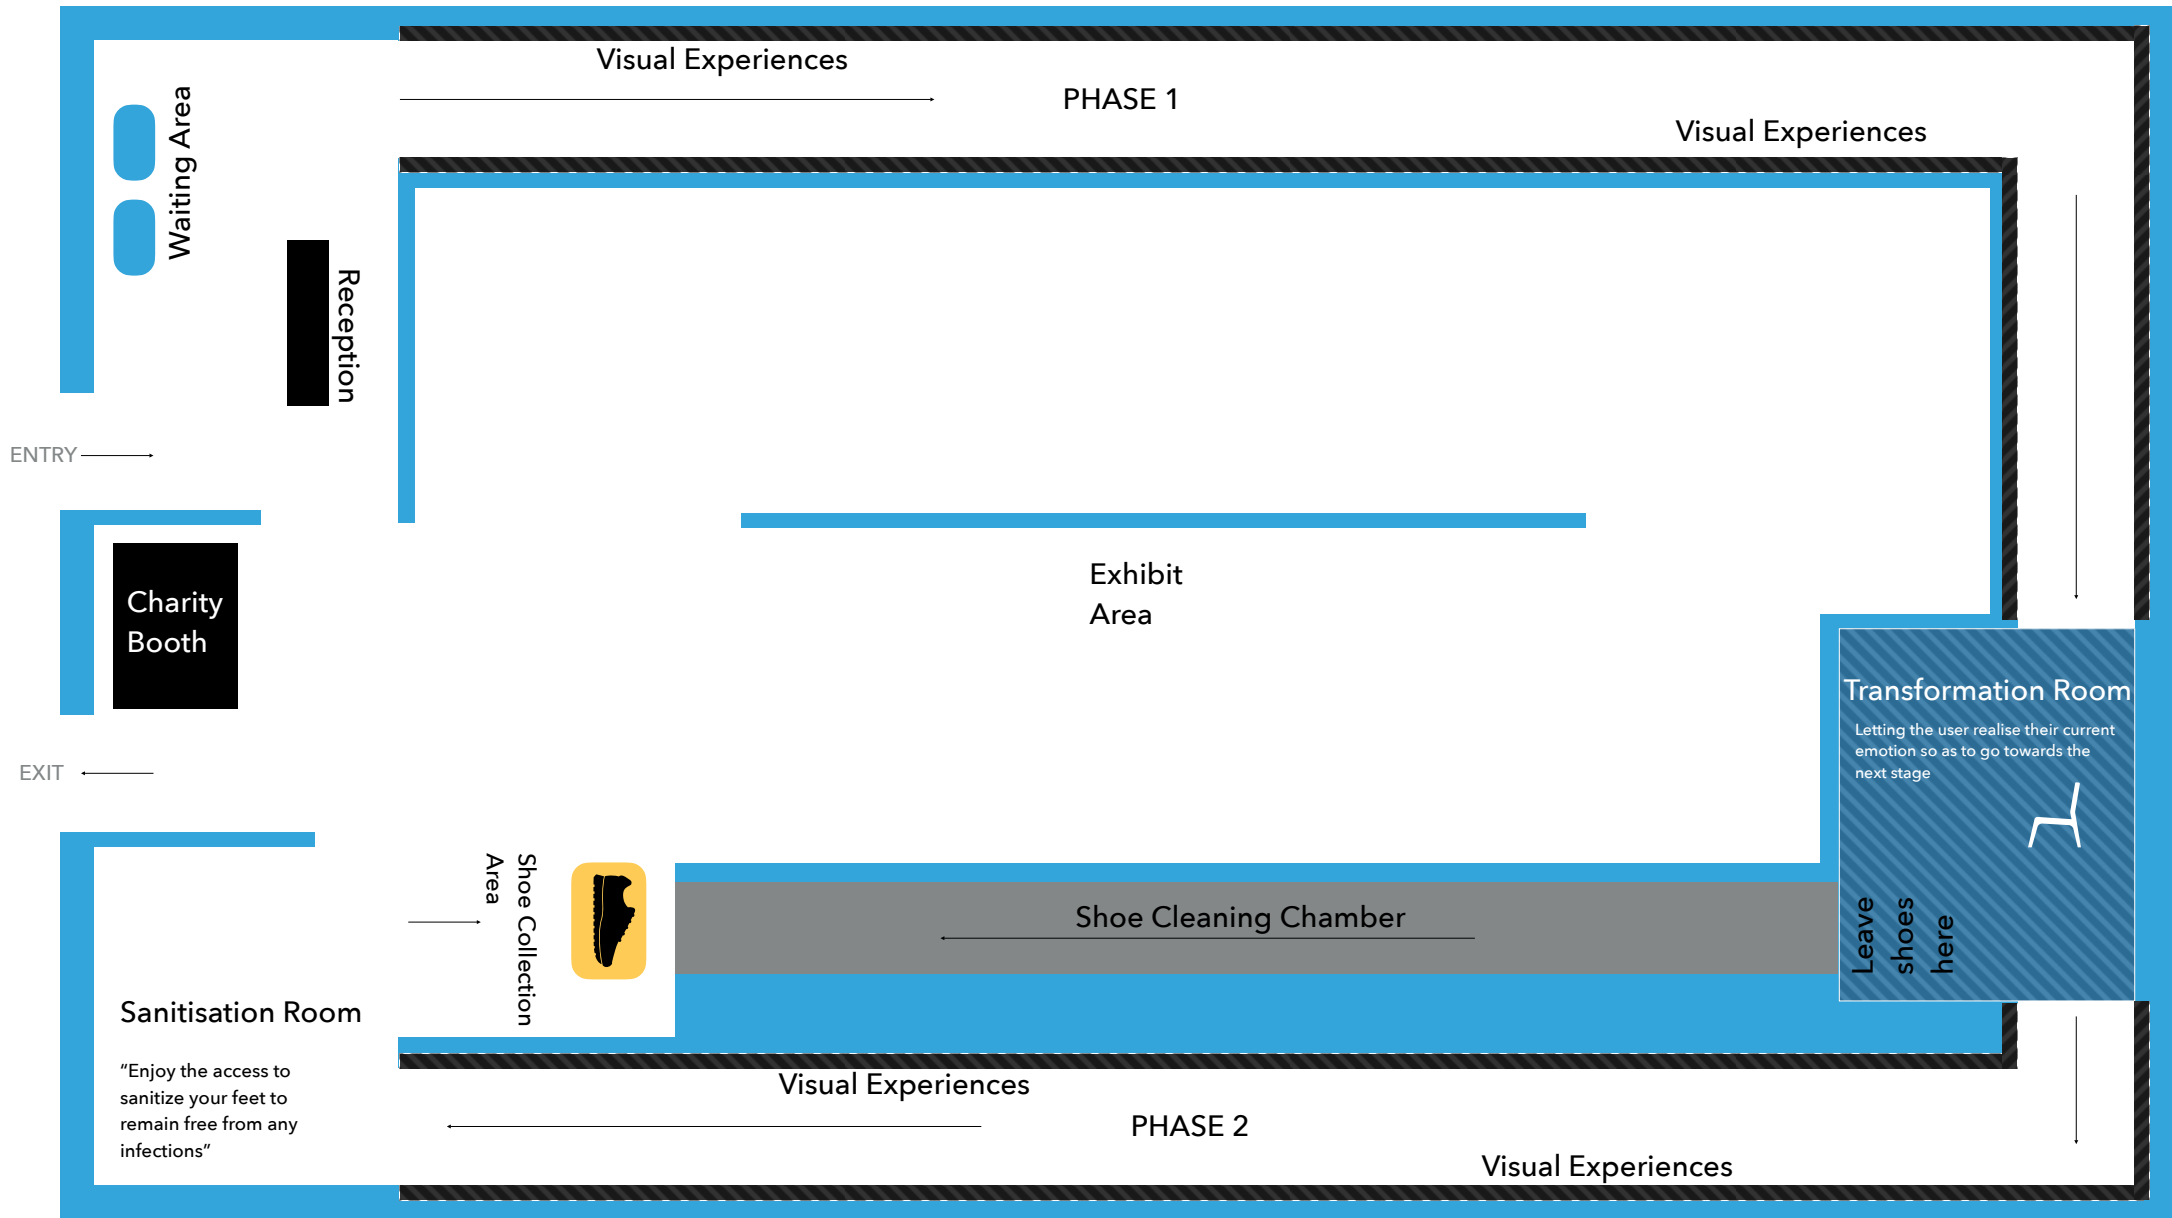 Visual Experiences
PHASE 1
Visual Experiences
Waiting Area
Reception
ENTRY
Charity
Booth
Exhibit
Area
Transformation Room
Letting the user realise their current
emotion so as to go towards the
next stage
EXIT
Shoe Collection
Area
Shoe Cleaning Chamber
Leave
shoes
here
Sanitisation Room
“Enjoy the access to
sanitize your feet to
remain free from any
infections”
Visual Experiences
PHASE 2
Visual Experiences